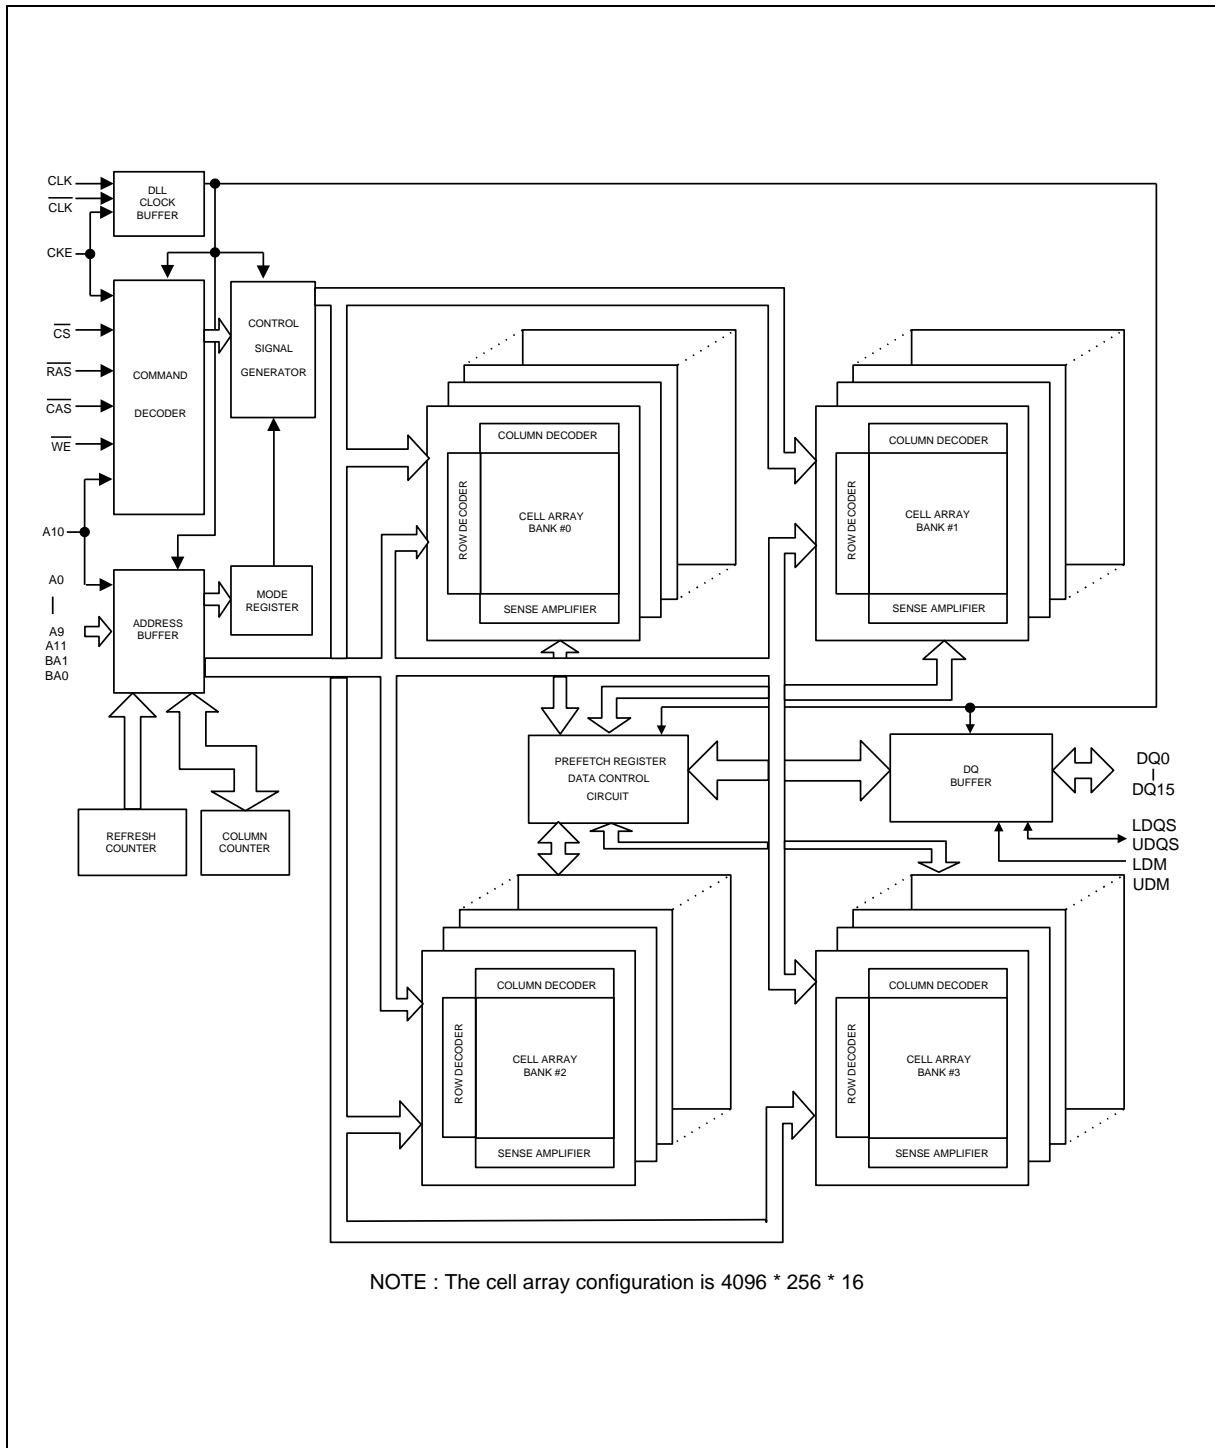 CLK
CLK
CKE
CS
RAS
CAS
WE
A10
A0
A9
A11
BA1
BA0
DLL
CLOCK
BUFFER
COMMAND
DECODER
CONTROL
SIGNAL
GENERATOR
ADDRESS
BUFFER
MODE
REGISTER
REFRESH
COUNTER
COLUMN
COUNTER
COLUMN DECODER
ROW DECODER
CELL ARRAY
BANK #0
SENSE AMPLIFIER
COLUMN DECODER
ROW DECODER
CELL ARRAY
BANK #1
SENSE AMPLIFIER
PREFETCH REGISTER
DATA CONTROL
CIRCUIT
DQ
BUFFER
DQ0
DQ15
LDQS
UDQS
LDM
UDM
COLUMN DECODER
ROW DECODER
CELL ARRAY
BANK #2
SENSE AMPLIFIER
COLUMN DECODER
ROW DECODER
CELL ARRAY
BANK #3
SENSE AMPLIFIER
NOTE : The cell array configuration is 4096 * 256 * 16